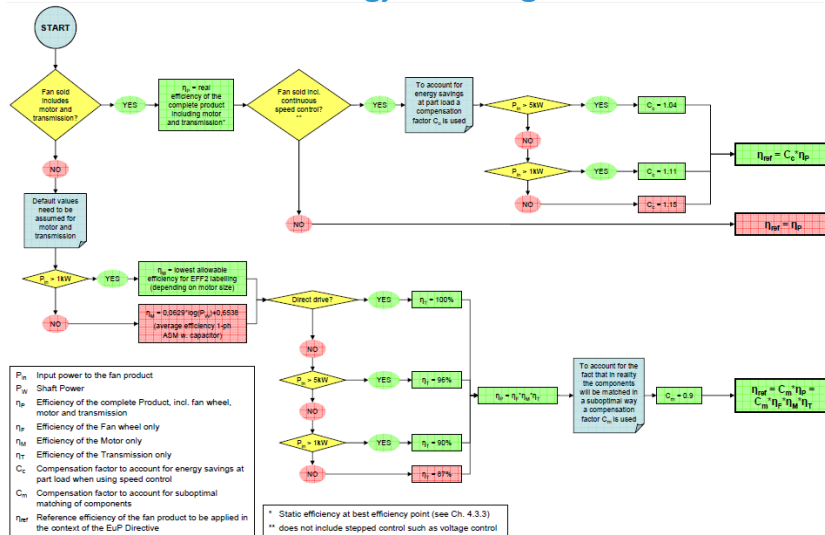 START
Fan sold
includes
motor and
transmission?
YES
ηP = real
efficiency of the
complete product
including motor
and transmission*
Fan sold incl.
continuous
speed control?
**
YES
To account for
energy savings
at part load a
compensation
factor Cc is used
Pin > 5kW
YES
Cc = 1.04
NO
Pin > 1kW
YES
Cc = 1.11
NO
Cc = 1.15
ηref = Cc*ηP
NO
ηref = ηP
NO
Default values
need to be
assumed for
motor and
transmission
Pin > 1kW
YES
ηM = lowest allowable
efficiency for EFF2 labelling
(depending on motor size)
NO
ηM = 0,0629*log(PW)+0,6538
(average efficiency 1-ph
ASM w. capacitor)
Direct drive?
YES
ηT = 100%
NO
Pin > 5kW
YES
ηT = 96%
NO
Pin > 1kW
YES
ηT = 90%
NO
ηT = 87%
ηP = ηF*ηM*ηT
To account for the
fact that in reality
the components
will be matched in
a suboptimal way
a compensation
factor Cm is used
Cm = 0.9
ηref = Cm*ηP =
Cm*ηF*ηM*ηT
Pin Input power to the fan product
PW Shaft Power
ηP Efficiency of the complete Product, incl. fan wheel,
motor and transmission
ηF Efficiency of the Fan wheel only
ηM Efficiency of the Motor only
ηT Efficiency of the Transmission only
Cc Compensation factor to account for energy savings at
part load when using speed control
Cm Compensation factor to account for suboptimal
matching of components
ηref Reference efficiency of the fan product to be applied in
the context of the EuP Directive
* Static efficiency at best efficiency point (see Ch. 4.3.3)
** does not include stepped control such as voltage control